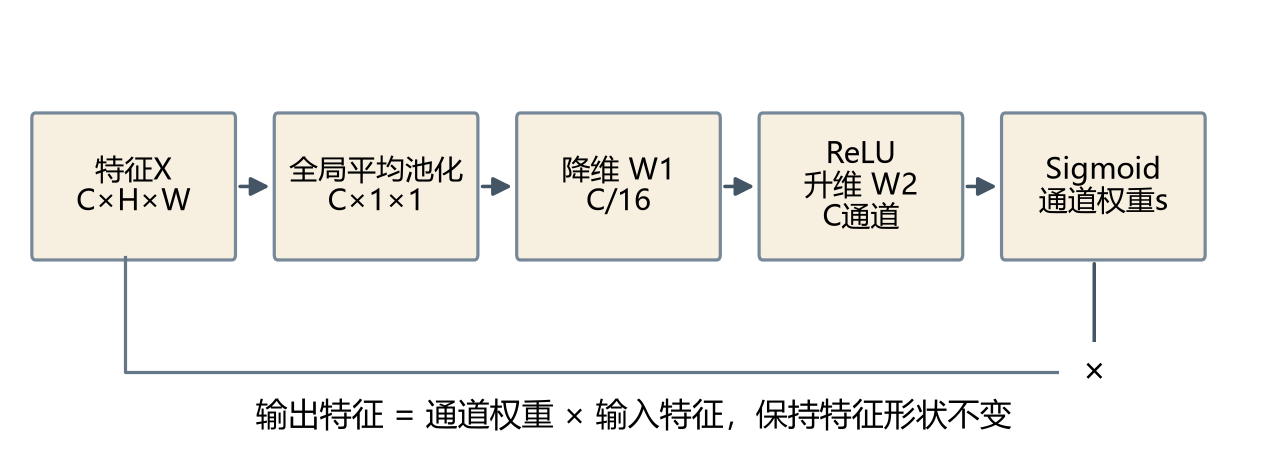 特征X
C×H×W
全局平均池化
C×1×1
降维 W1
C/16
ReLU
升维 W2
C通道
Sigmoid
通道权重s
×
输出特征 = 通道权重 × 输入特征，保持特征形状不变